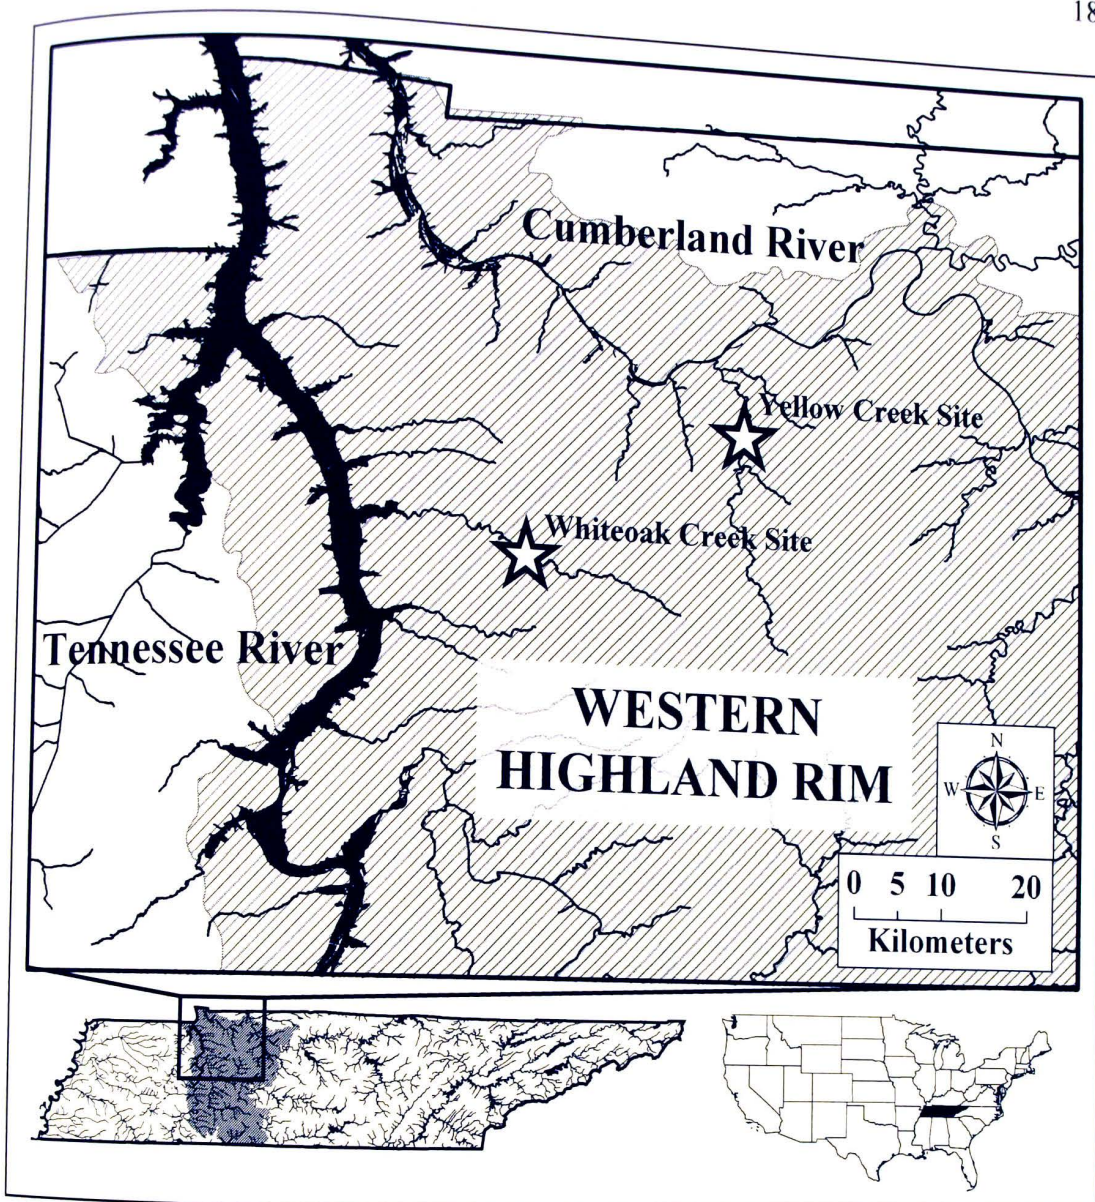 18
Cumberland River
Yellow Creek Site
Whiteoak Creek Site
Tennessee River
WESTERN
HIGHLAND RIM
N
W E
S
0 5 10 20
Kilometers